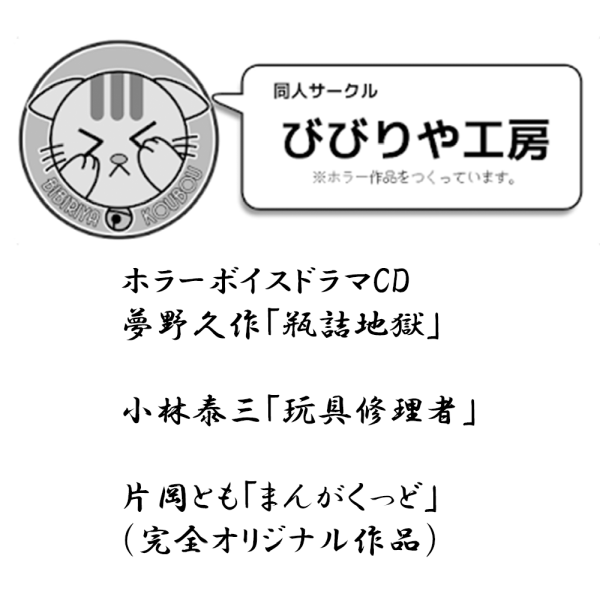 BIBIRIYA KOUBOU
同人サークル
びびりや工房
※ホラー作品をつくっています。
ホラーボイスドラマCD
夢野久作「瓶詰地獄」
小林泰三「玩具修理者」
片岡とも「まんがくっど」
(完全オリジナル作品)